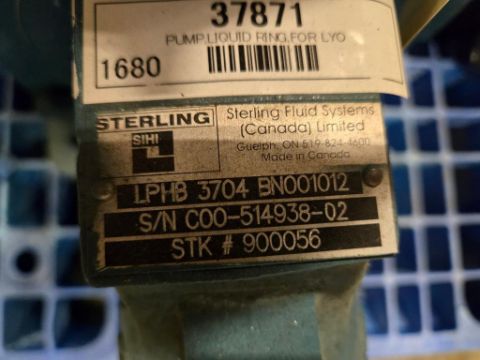 37871
PUMP,LIQUID RING,FOR LYO
1680
STERLING
SIHI
Sterling Fluid Systems
(Canada) Limited
Guelph, ON 519-824-4600
Made in Canada
LPHB 3704 BN001012
S/N C00-514938-02
STK # 900056